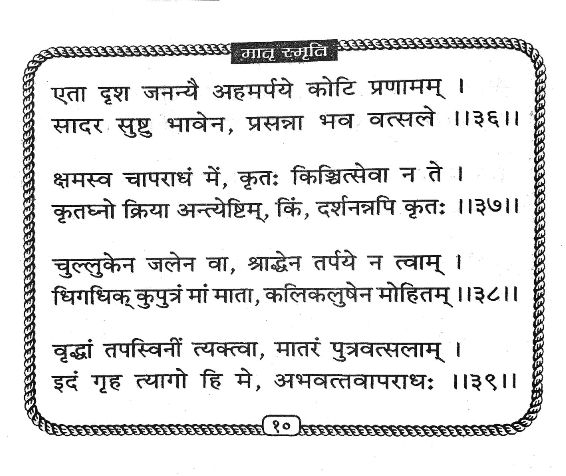 मातृ स्मृति
एता दृश जनन्यै अहमर्पये कोटि प्रणामम् ।
सादर सुष्टु भावेन, प्रसन्ना भव वत्सले ।।३६।।
क्षमस्व चापराधं में, कृतः किञ्चित्सेवा न ते ।
कृतघ्नो क्रिया अन्त्येष्टिम्, किं, दर्शनन्नपि कृतः ।।३७।।
चुल्लुकेन जलेन वा, श्राद्धेन तर्पये न त्वाम् ।
धिगधिक् कुपुत्रं मां माता, कलिकलुषेन मोहितम् ।।३८।।
वृद्धां तपस्विनीं त्यक्त्वा, मातरं पुत्रवत्सलाम् ।
इदं गृह त्यागो हि मे, अभवत्तवापराधः ।।३९।।
१०